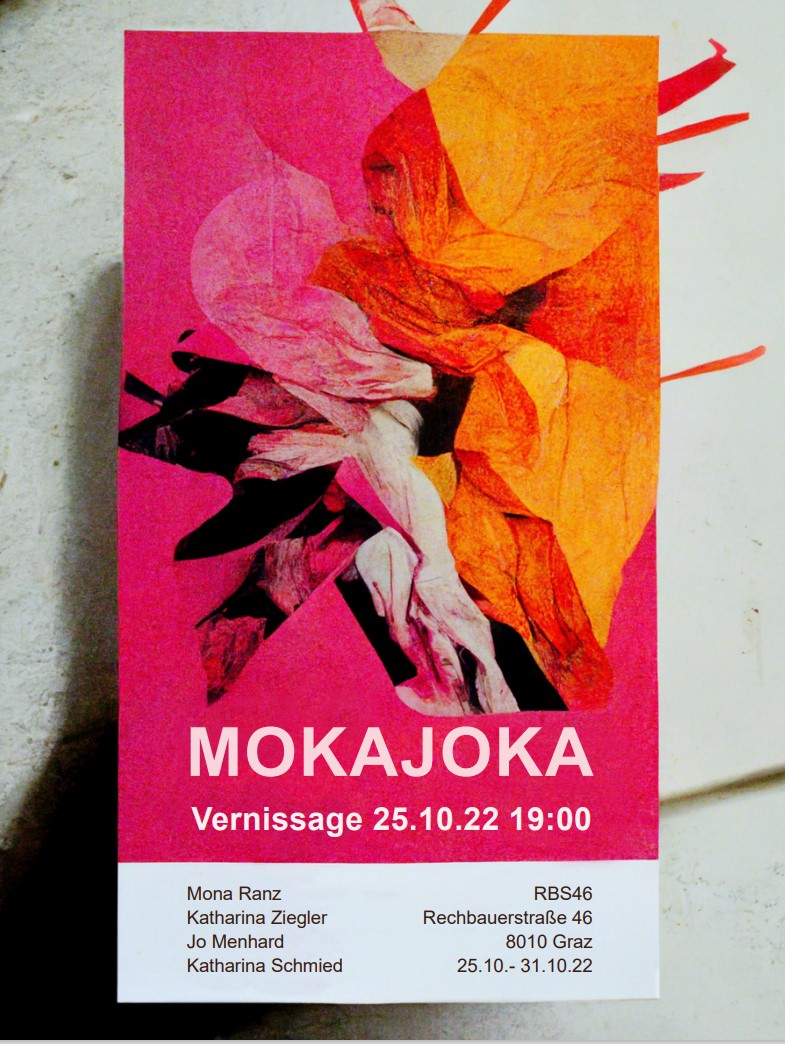 MOKAJOKA
Vernissage 25.10.22 19:00
Mona Ranz
Katharina Ziegler
Jo Menhard
Katharina Schmied
RBS46
Rechbauerstraße 46
8010 Graz
25.10.- 31.10.22